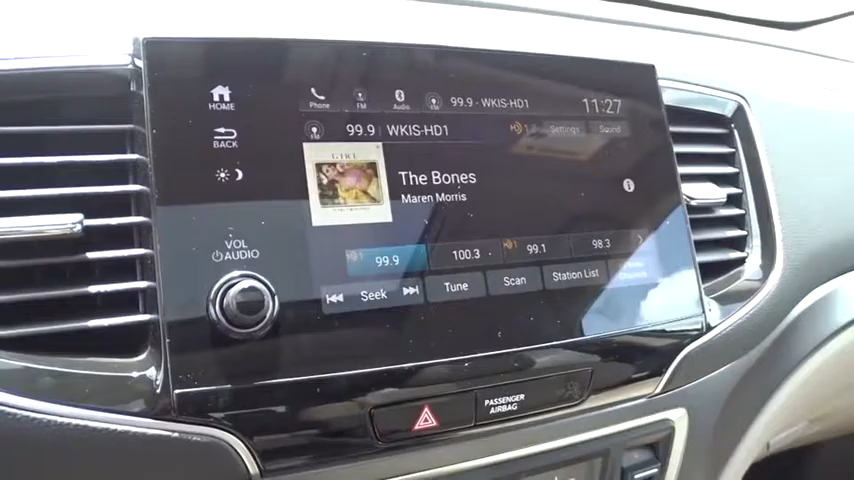 HOME
BACK
VOL
AUDIO
Phone
FM
Audio
FM
99.9 - WKIS-HD1
11:27
FM
99.9 WKIS-HD1
Settings
Sound
The Bones
Maren Morris
99.9
100.3
99.1
98.3
Seek
Tune
Scan
Station List
PASSENGER
AIRBAG